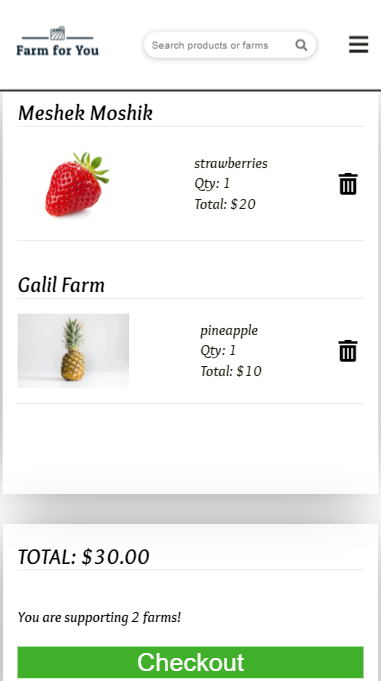 Farm for You
Search products or farms
Meshek Moshik
strawberries
Qty: 1
Total: $20
Galil Farm
pineapple
Qty: 1
Total: $10
TOTAL: $30.00
You are supporting 2 farms!
Checkout